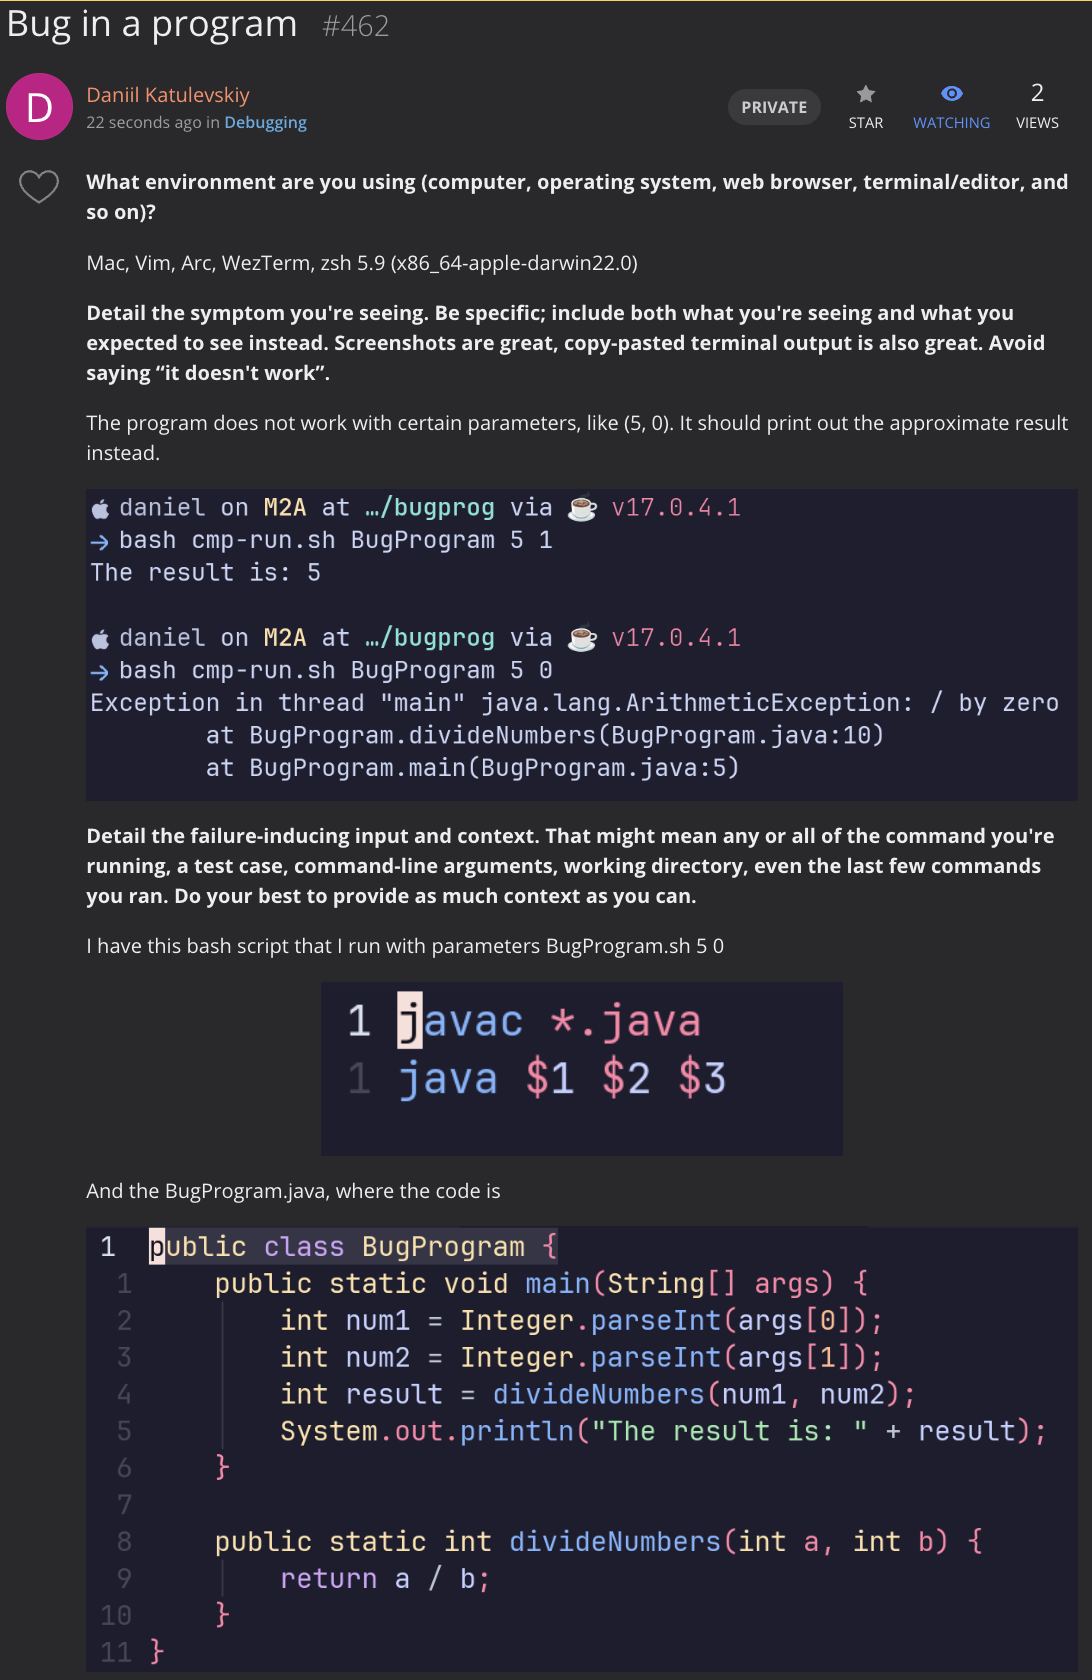 Bug in a program #462
D
Daniil Katulevskiy
22 seconds ago in Debugging
PRIVATE
STAR
WATCHING
2
VIEWS
What environment are you using (computer, operating system, web browser, terminal/editor, and
so on)?
Mac, Vim, Arc, WezTerm, zsh 5.9 (x86_64-apple-darwin22.0)
Detail the symptom you're seeing. Be specific; include both what you're seeing and what you
expected to see instead. Screenshots are great, copy-pasted terminal output is also great. Avoid
saying “it doesn't work”.
The program does not work with certain parameters, like (5, 0). It should print out the approximate result
instead.
daniel on M2A at …/bugprog via ☕ v17.0.4.1
→ bash cmp-run.sh BugProgram 5 1
The result is: 5
daniel on M2A at …/bugprog via ☕ v17.0.4.1
→ bash cmp-run.sh BugProgram 5 0
Exception in thread "main" java.lang.ArithmeticException: / by zero
at BugProgram.divideNumbers(BugProgram.java:10)
at BugProgram.main(BugProgram.java:5)
Detail the failure-inducing input and context. That might mean any or all of the command you're
running, a test case, command-line arguments, working directory, even the last few commands
you ran. Do your best to provide as much context as you can.
I have this bash script that I run with parameters BugProgram.sh 5 0
1 javac *.java
1 java $1 $2 $3
And the BugProgram.java, where the code is
1 public class BugProgram {
1 public static void main(String[] args) {
2 int num1 = Integer.parseInt(args[0]);
3 int num2 = Integer.parseInt(args[1]);
4 int result = divideNumbers(num1, num2);
5 System.out.println("The result is: " + result);
6 }
7
8 public static int divideNumbers(int a, int b) {
9 return a / b;
10 }
11 }